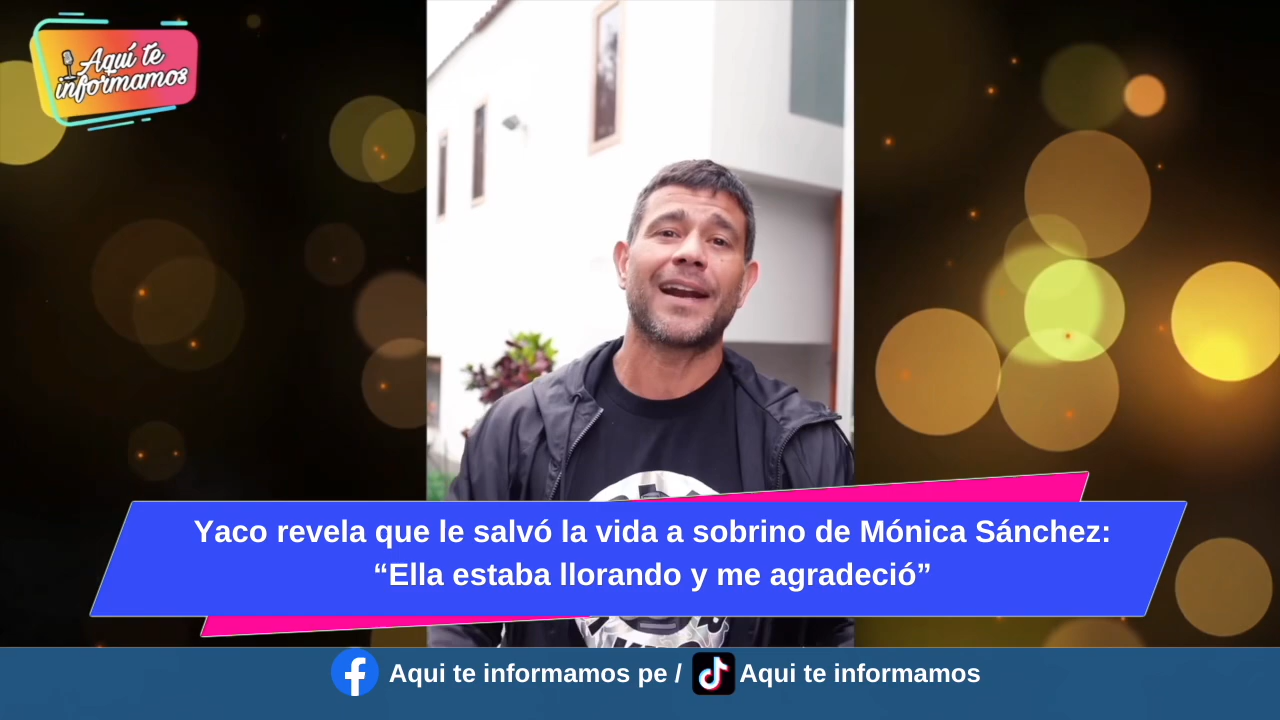 Aquí te
informamos
Yaco revela que le salvó la vida a sobrino de Mónica Sánchez:
“Ella estaba llorando y me agradeció”
Aqui te informamos pe / Aqui te informamos